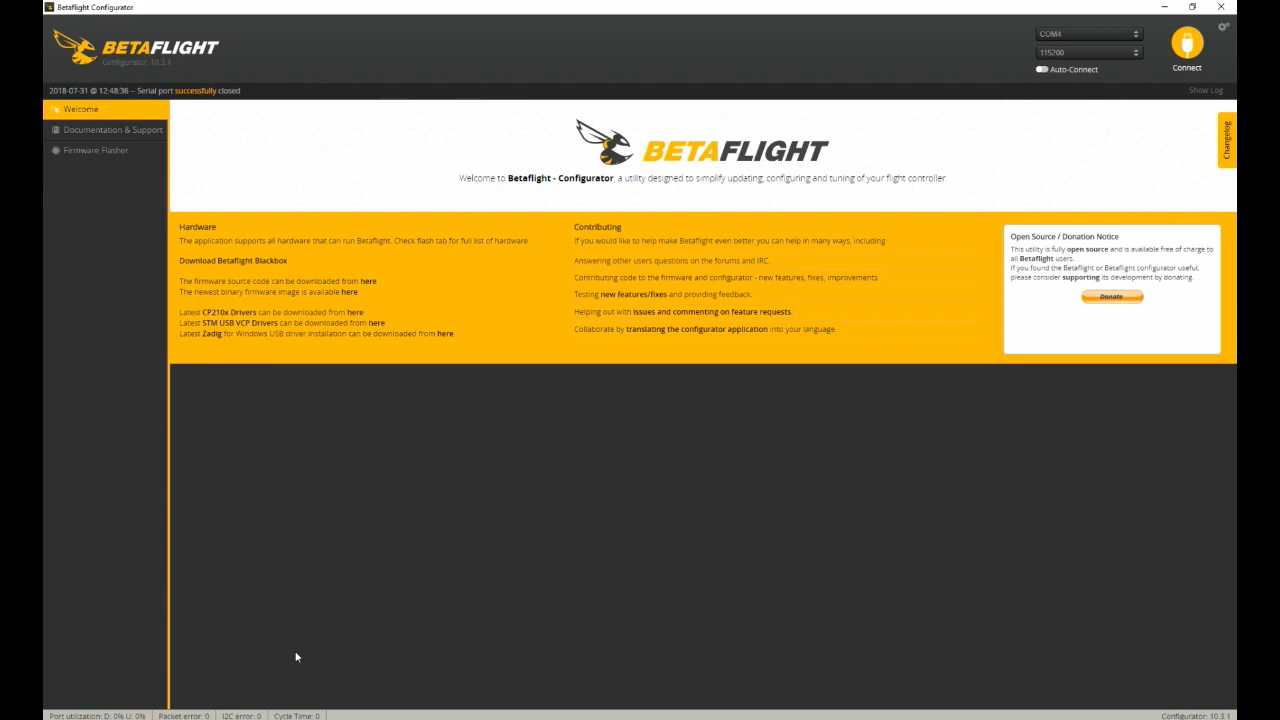 Betaflight Configurator
BETAFLIGHT
Configurator: 10.3.1
COM4
115200
Auto-Connect
Connect
2018-07-31 @ 12:48:36 -- Serial port successfully closed
Show Log
Welcome
Documentation & Support
Firmware Flasher
Changelog
BETAFLIGHT
Welcome to Betaflight - Configurator, a utility designed to simplify updating, configuring and tuning of your flight controller.
Hardware
The application supports all hardware that can run Betaflight. Check flash tab for full list of hardware.
Download Betaflight Blackbox
The firmware source code can be downloaded from here
The newest binary firmware image is available here
Latest CP210x Drivers can be downloaded from here
Latest STM USB VCP Drivers can be downloaded from here
Latest Zadig for Windows USB driver installation can be downloaded from here
Contributing
If you would like to help make Betaflight even better you can help in many ways, including:
Answering other users questions on the forums and IRC.
Contributing code to the firmware and configurator - new features, fixes, improvements
Testing new features/fixes and providing feedback.
Helping out with issues and commenting on feature requests.
Collaborate by translating the configurator application into your language.
Open Source / Donation Notice
This utility is fully open source and is available free of charge to
all Betaflight users.
If you found the Betaflight or Betaflight configurator useful,
please consider supporting its development by donating.
Donate
Port utilization: D: 0% U: 0%
Packet error: 0
I2C error: 0
Cycle Time: 0
Configurator: 10.3.1